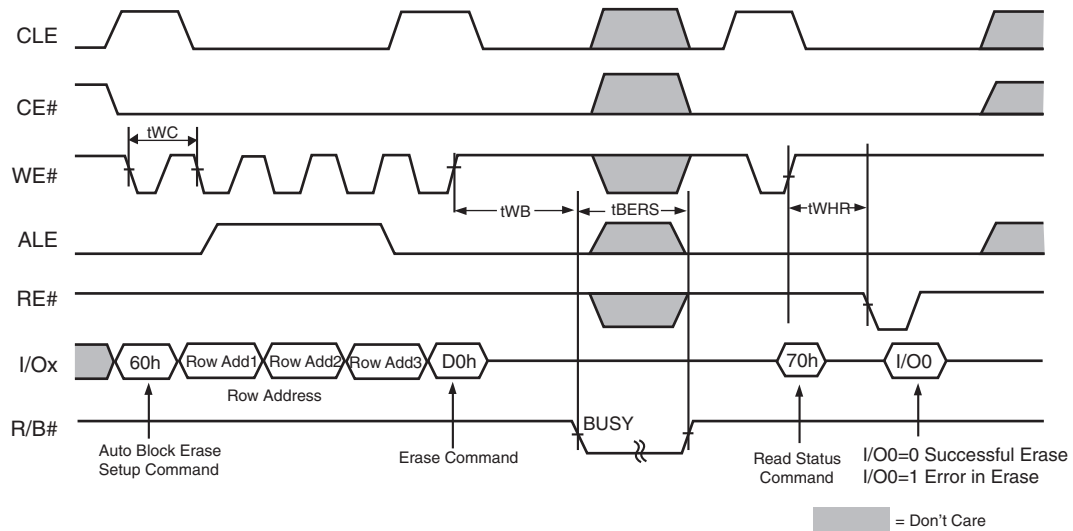 CLE
CE#
tWC
WE#
tWB
tBERS
tWHR
ALE
RE#
I/Ox
60h
Row Add1
Row Add2
Row Add3
D0h
70h
I/O0
Row Address
R/B#
BUSY
Auto Block Erase
Setup Command
Erase Command
Read Status
Command
I/O0=0 Successful Erase
I/O0=1 Error in Erase
= Don't Care